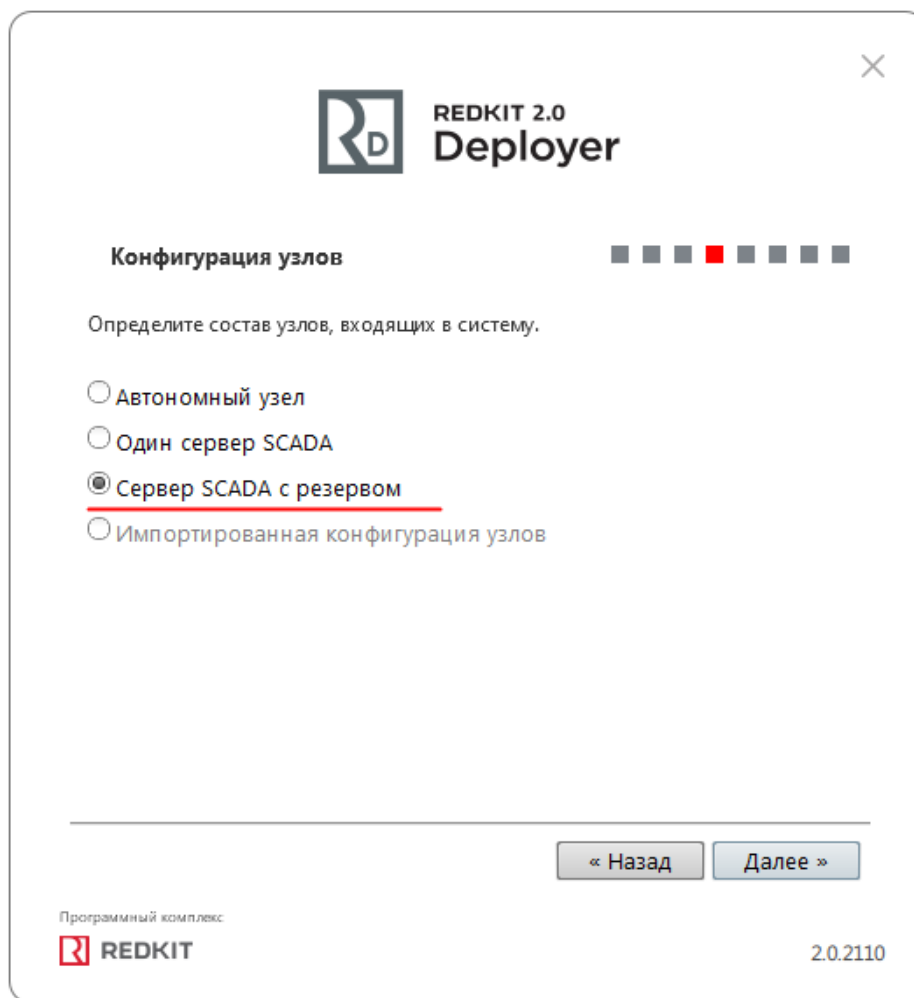 REDKIT 2.0
Deployer
Конфигурация узлов
Определите состав узлов, входящих в систему.
Автономный узел
Один сервер SCADA
Сервер SCADA с резервом
Импортированная конфигурация узлов
« Назад
Далее »
Программный комплекс
REDKIT
2.0.2110